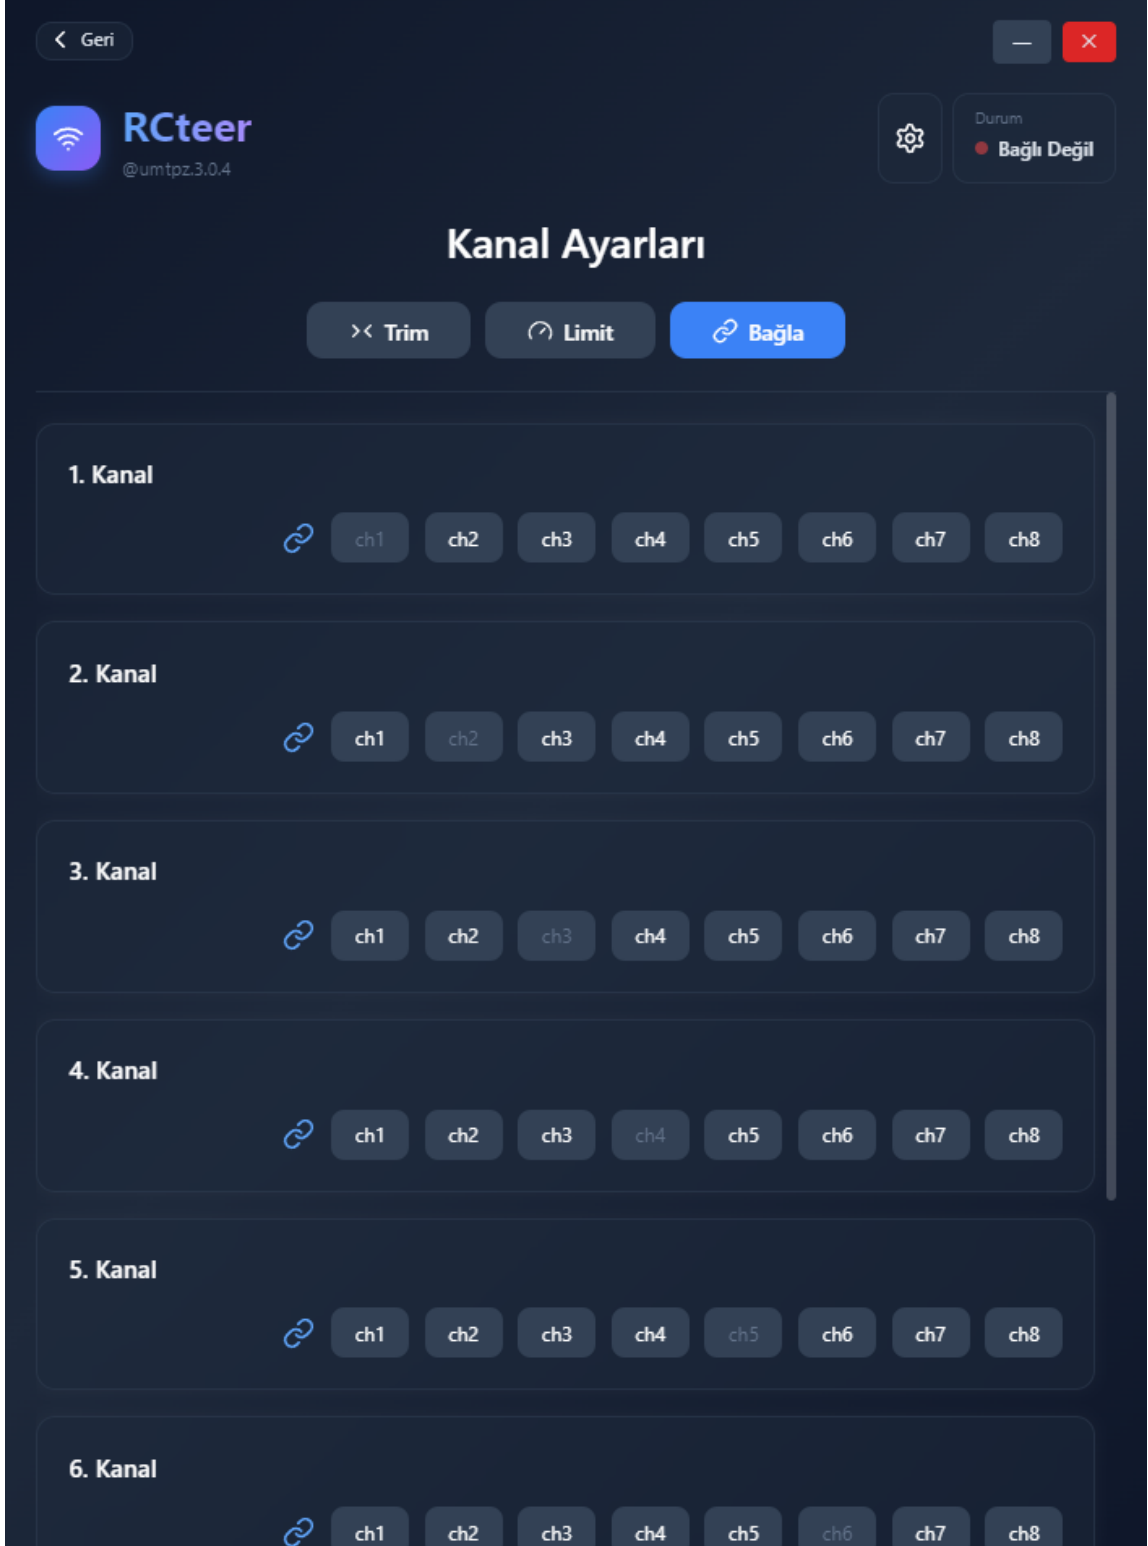 Geri
RCteer
@umtpz.3.0.4
Durum
Bağlı Değil
Kanal Ayarları
Trim Limit Bağla
1. Kanal
ch1 ch2 ch3 ch4 ch5 ch6 ch7 ch8
2. Kanal
ch1 ch2 ch3 ch4 ch5 ch6 ch7 ch8
3. Kanal
ch1 ch2 ch3 ch4 ch5 ch6 ch7 ch8
4. Kanal
ch1 ch2 ch3 ch4 ch5 ch6 ch7 ch8
5. Kanal
ch1 ch2 ch3 ch4 ch5 ch6 ch7 ch8
6. Kanal
ch1 ch2 ch3 ch4 ch5 ch6 ch7 ch8